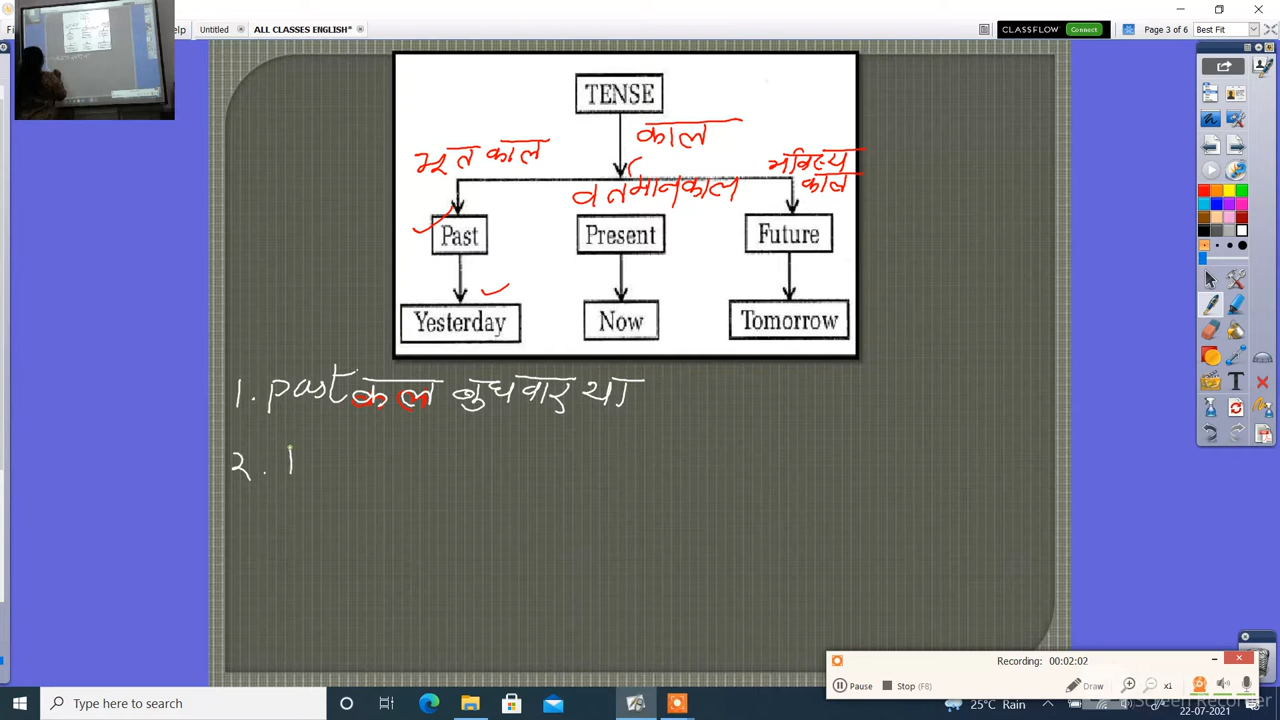 Untitled
ALL CLASSES ENGLISH*
CLASSFLOW Connect
Page 3 of 6
Best Fit
TENSE
काल
भूत काल
वर्तमानकाल
भविष्य
काल
Past
Present
Future
Yesterday
Now
Tomorrow
1. past कल बुधवार था
2. 1
Recording: 00:02:02
Pause
Stop (F8)
Draw
x1
Type here to search
25°C Rain
22-07-2021